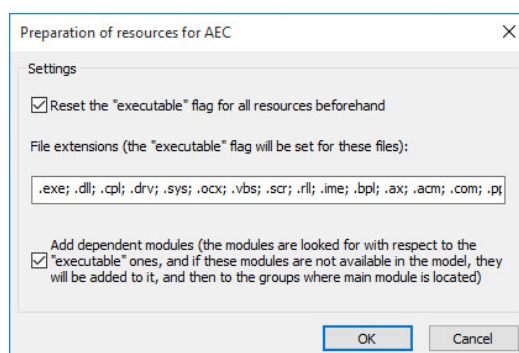 Preparation of resources for AEC
Settings
Reset the "executable" flag for all resources beforehand
File extensions (the "executable" flag will be set for these files):
.exe; .dll; .cpl; .drv; .sys; .ocx; .vbs; .scr; .rll; .ime; .bpl; .ax; .acm; .com; 
Add dependent modules (the modules are looked for with respect to the
"executable" ones, and if these modules are not available in the model, they
will be added to it, and then to the groups where main module is located)
OK
Cancel